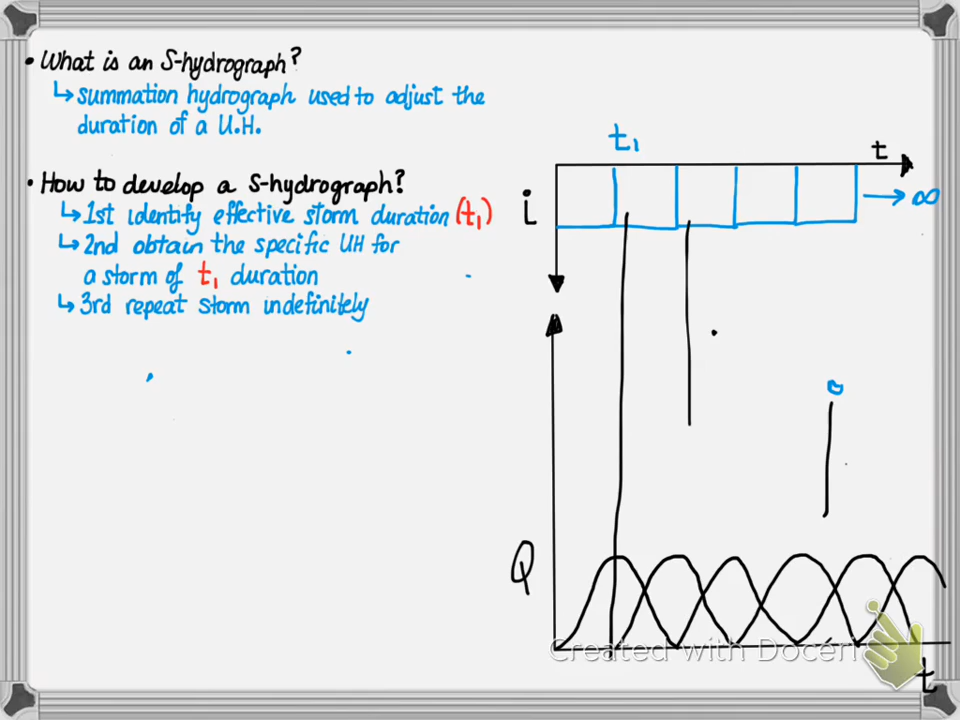 • What is an S-hydrograph?
↳ summation hydrograph used to adjust the
duration of a U.H.
• How to develop a S-hydrograph?
↳ 1st identify effective storm duration (t₁)
↳ 2nd obtain the specific UH for
a storm of t₁ duration
↳ 3rd repeat storm undefinitely
t₁
t
i
→ ∞
Q
Created with Doceri
t